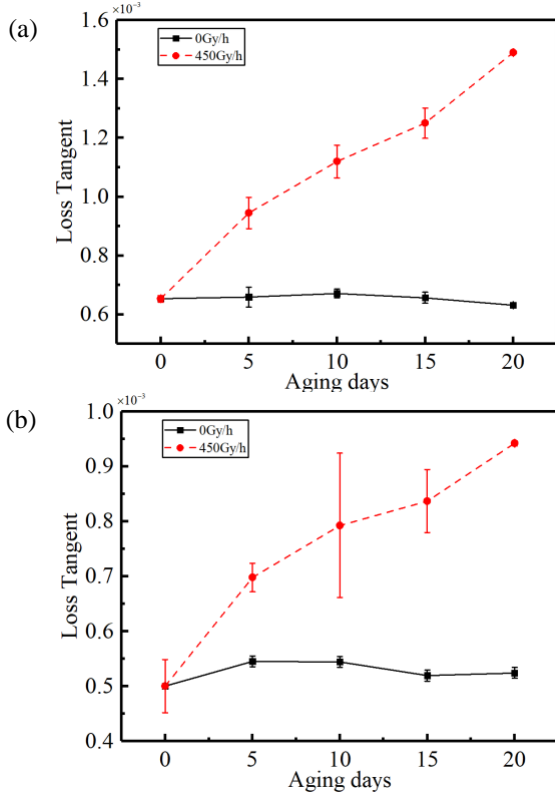 (a)
×10⁻³
1.6
1.4
1.2
1.0
0.8
0.6
Loss Tangent
0Gy/h
450Gy/h
0 5 10 15 20
Aging days
(b)
×10⁻³
1.0
0.9
0.8
0.7
0.6
0.5
0.4
Loss Tangent
0Gy/h
450Gy/h
0 5 10 15 20
Aging days